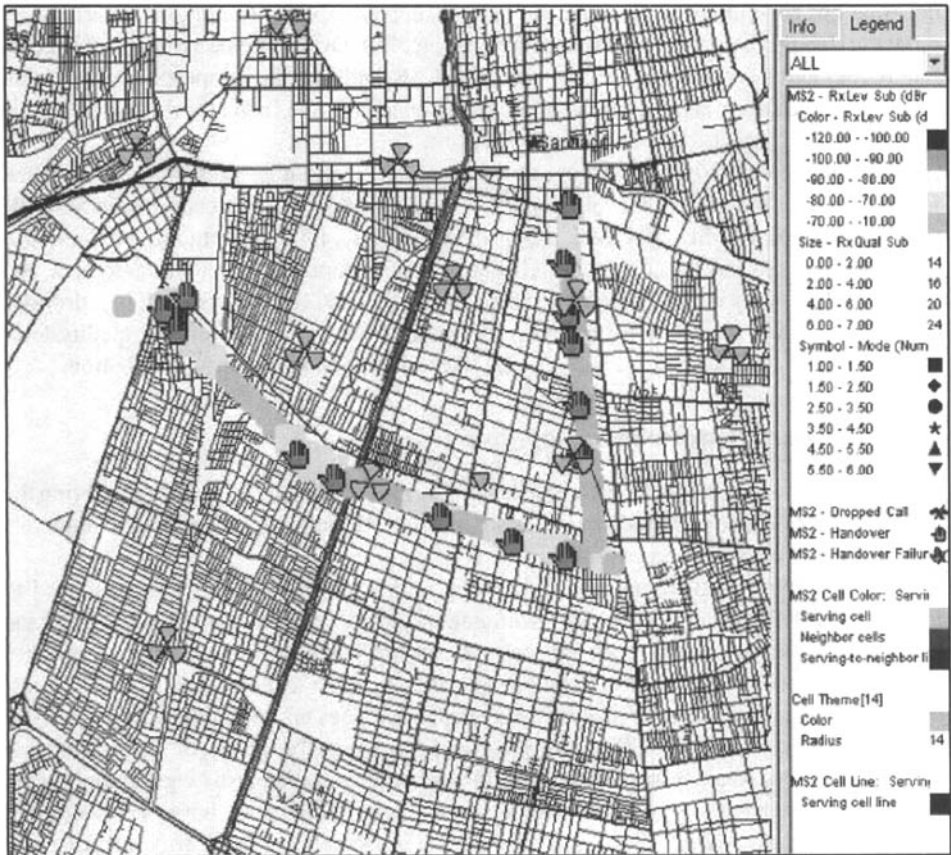 Info Legend
ALL
MS2 - RxLev Sub (dBr
Color - RxLev Sub (d
-120.00 - -100.00
-100.00 - -90.00
-90.00 - -80.00
-80.00 - -70.00
-70.00 - -10.00
Size - RxQual Sub
0.00 - 2.00 14
2.00 - 4.00 16
4.00 - 6.00 20
6.00 - 7.00 24
Symbol - Mode (Num
1.00 - 1.50
1.50 - 2.50
2.50 - 3.50
3.50 - 4.50
4.50 - 5.50
5.50 - 6.00
MS2 - Dropped Call
MS2 - Handover
MS2 - Handover Failur
MS2 Cell Color: Servin
Serving cell
Neighbor cells
Serving-to-neighbor li
Cell Theme[14]
Color
Radius 14
MS2 Cell Line: Serving
Serving cell line
Santiago